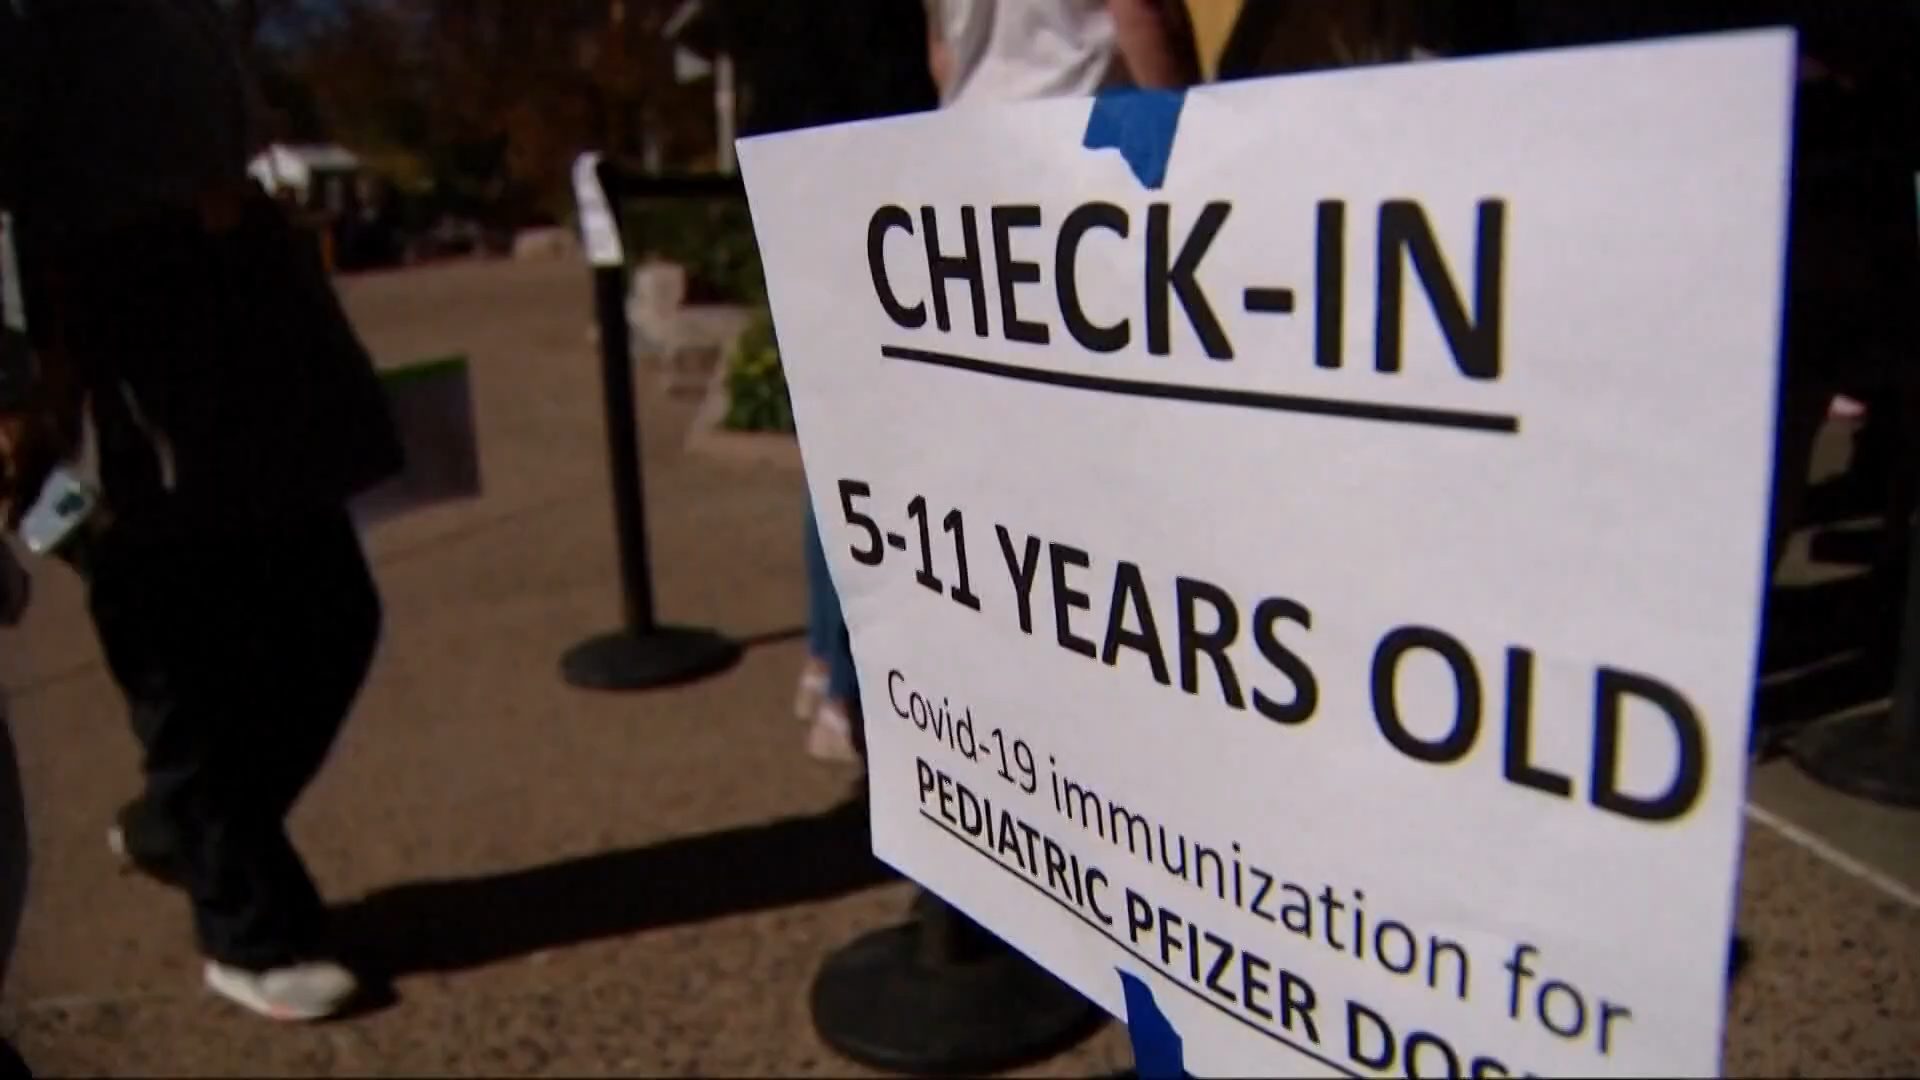 CHECK-IN
5-11 YEARS OLD
Covid-19 immunization for
PEDIATRIC PFIZER